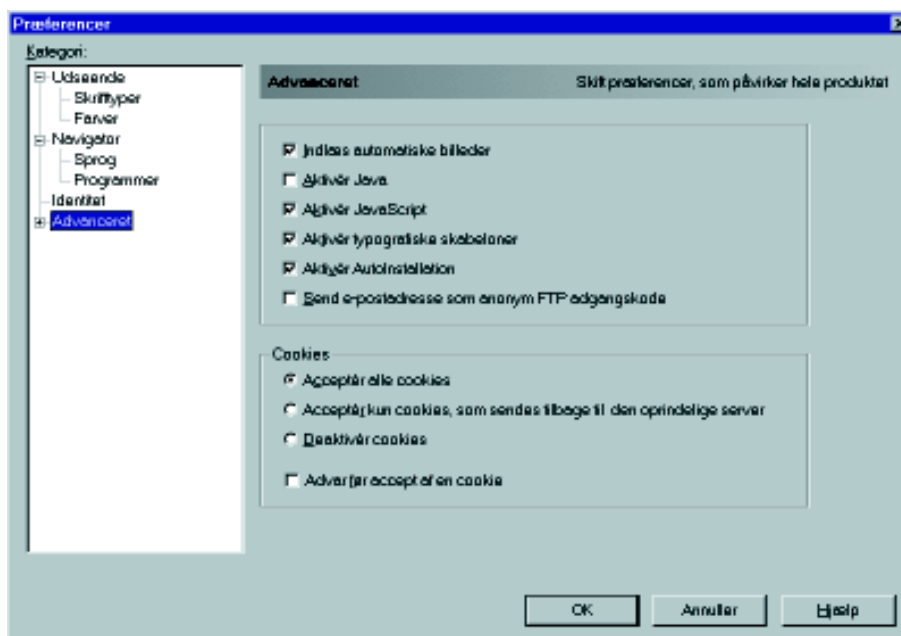 Præferencer
Kategori:
Udseende
Skrifttyper
Farver
Navigator
Sprog
Programmer
Identitet
Advanceret
Advanceret
Skift præferencer, som påvirker hele produktet
Indlæs automatiske billeder
Aktivér Java
Aktivér JavaScript
Aktivér typografiske skabeloner
Aktivér AutoInstallation
Send e-postadresse som anonym FTP adgangskode
Cookies
Acceptér alle cookies
Acceptér kun cookies, som sendes tilbage til den oprindelige server
Deaktivér cookies
Advar før accept af en cookie
OK
Annuller
Hjælp